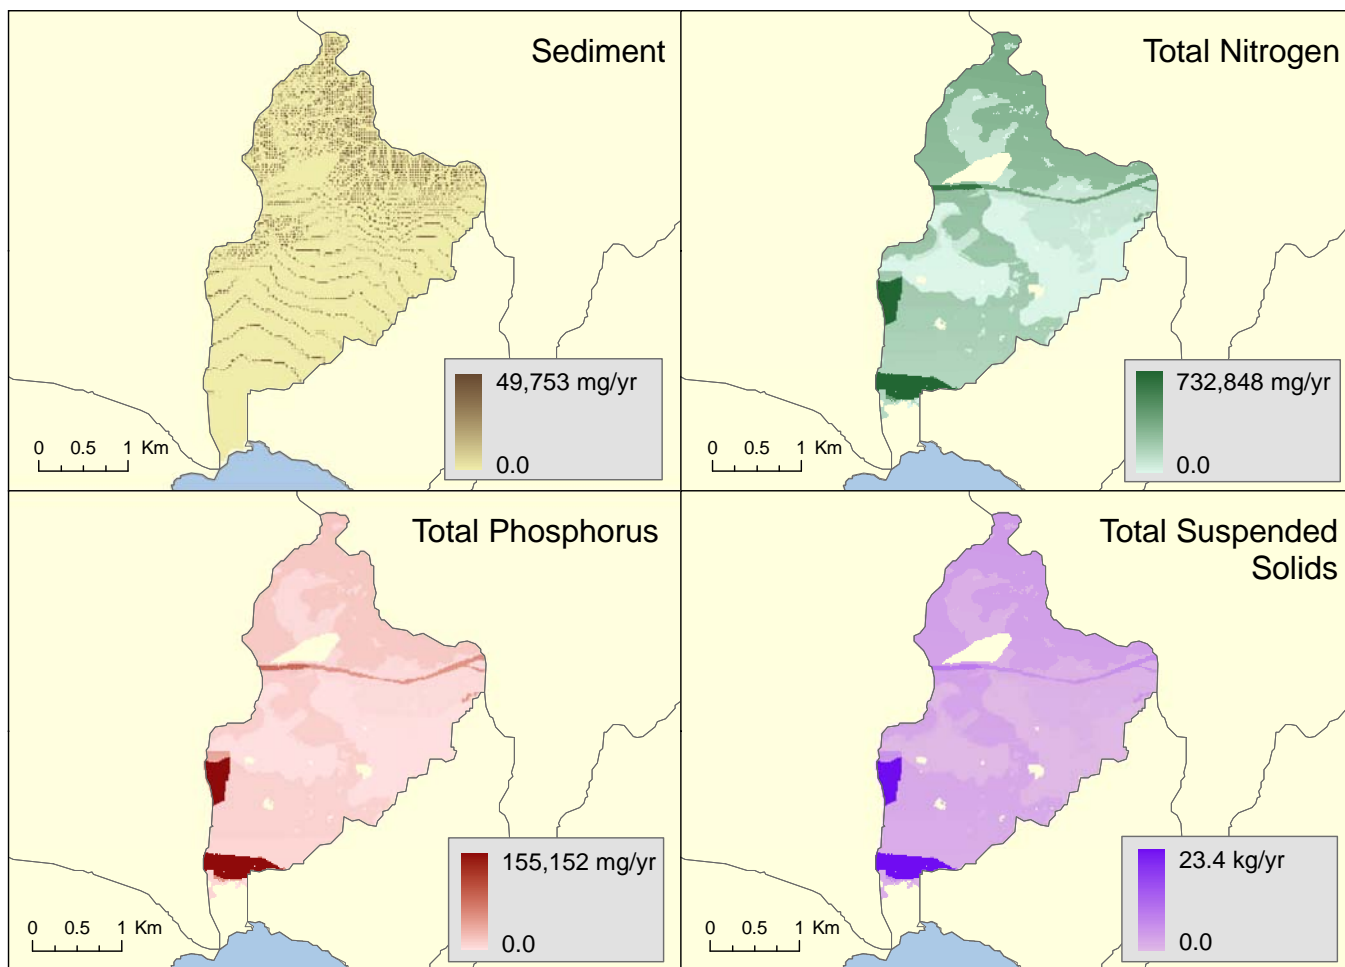 Sediment
49,753 mg/yr
0.0
0 0.5 1 Km
Total Nitrogen
732,848 mg/yr
0.0
0 0.5 1 Km
Total Phosphorus
155,152 mg/yr
0.0
0 0.5 1 Km
Total Suspended
Solids
23.4 kg/yr
0.0
0 0.5 1 Km